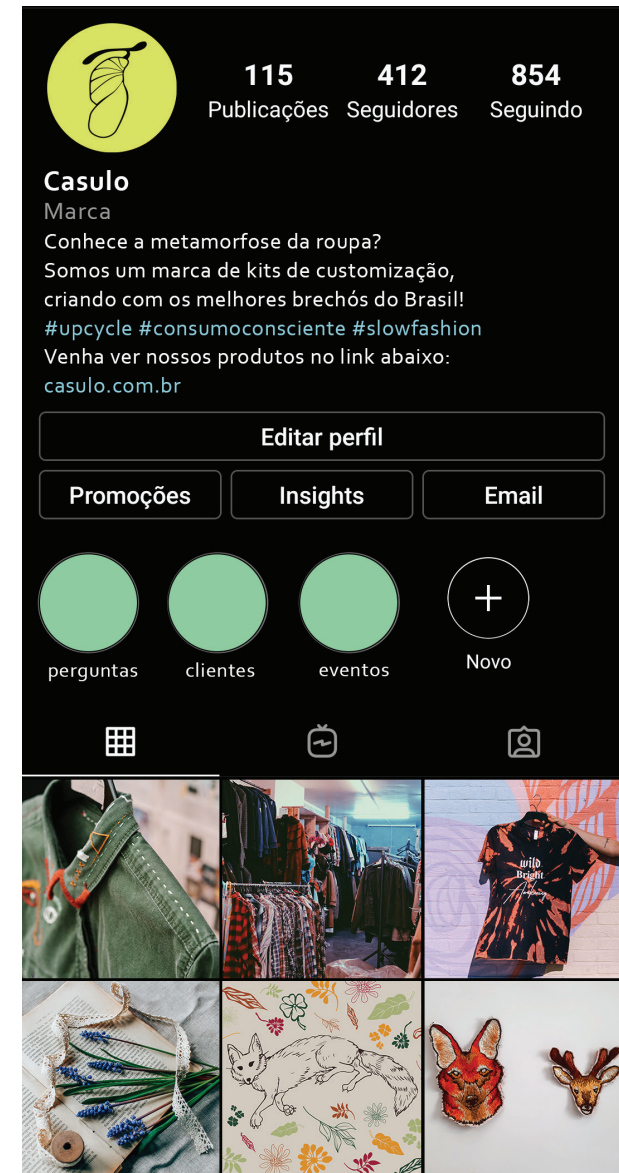 115 412 854
Publicações Seguidores Seguindo
Casulo
Marca
Conhece a metamorfose da roupa?
Somos um marca de kits de customização,
criando com os melhores brechós do Brasil!
#upcycle #consumoconsciente #slowfashion
Venha ver nossos produtos no link abaixo:
casulo.com.br
Editar perfil
Promoções Insights Email
perguntas clientes eventos Novo
wild
Bright